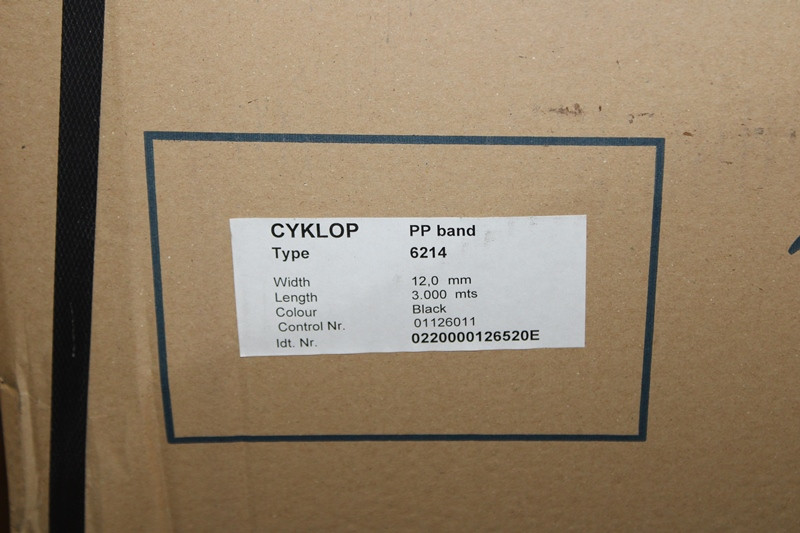 CYKLOP PP band
Type 6214
Width 12,0 mm
Length 3.000 mts
Colour Black
Control Nr. 01126011
Idt. Nr. 0220000126520E